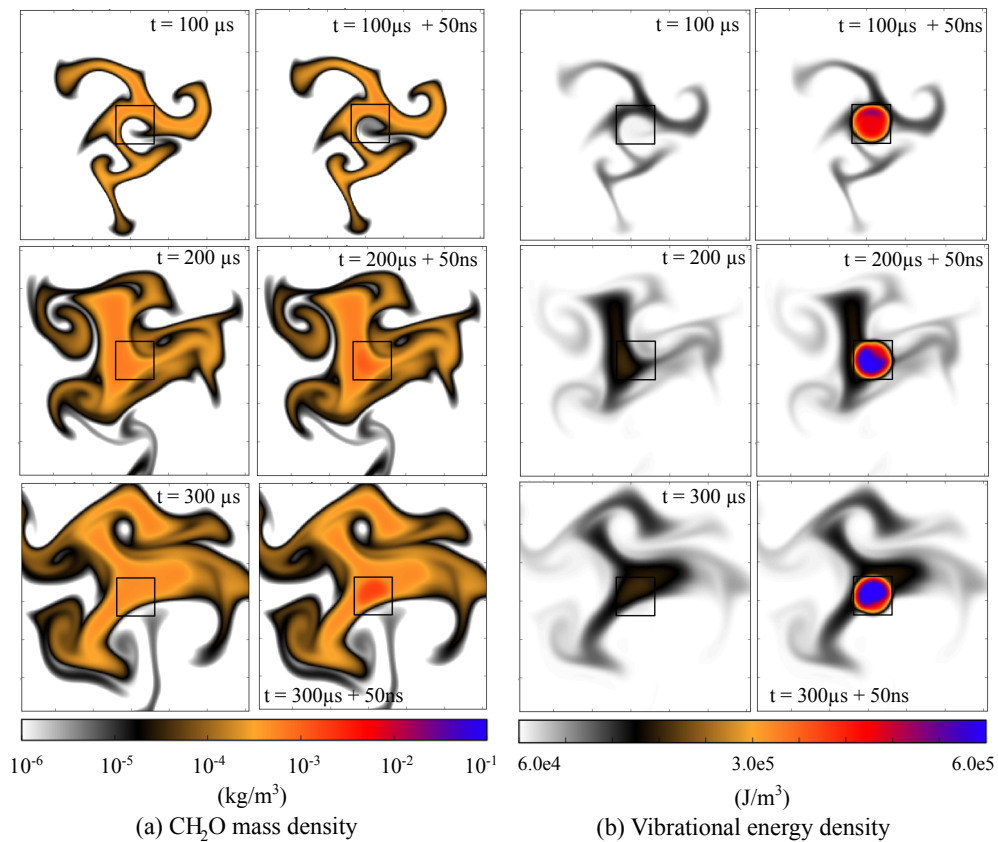 t = 100 µs
t = 100µs + 50ns
t = 100 µs
t = 100µs + 50ns
t = 200 µs
t = 200µs + 50ns
t = 200 µs
t = 200µs + 50ns
t = 300 µs
t = 300 µs
t = 300µs + 50ns
t = 300µs + 50ns
10⁻⁶ 10⁻⁵ 10⁻⁴ 10⁻³ 10⁻² 10⁻¹
6.0e4 3.0e5 6.0e5
(kg/m³)
(J/m³)
(a) CH₂O mass density
(b) Vibrational energy density